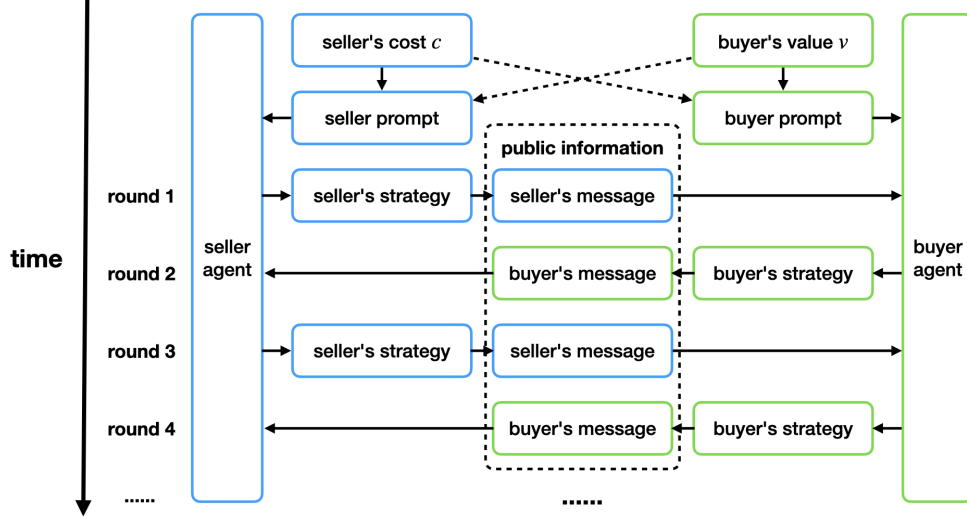 seller's cost c
buyer's value v
seller prompt
buyer prompt
public information
round 1
seller's strategy
seller's message
time
seller
agent
buyer
agent
round 2
buyer's message
buyer's strategy
round 3
seller's strategy
seller's message
round 4
buyer's message
buyer's strategy
......
......